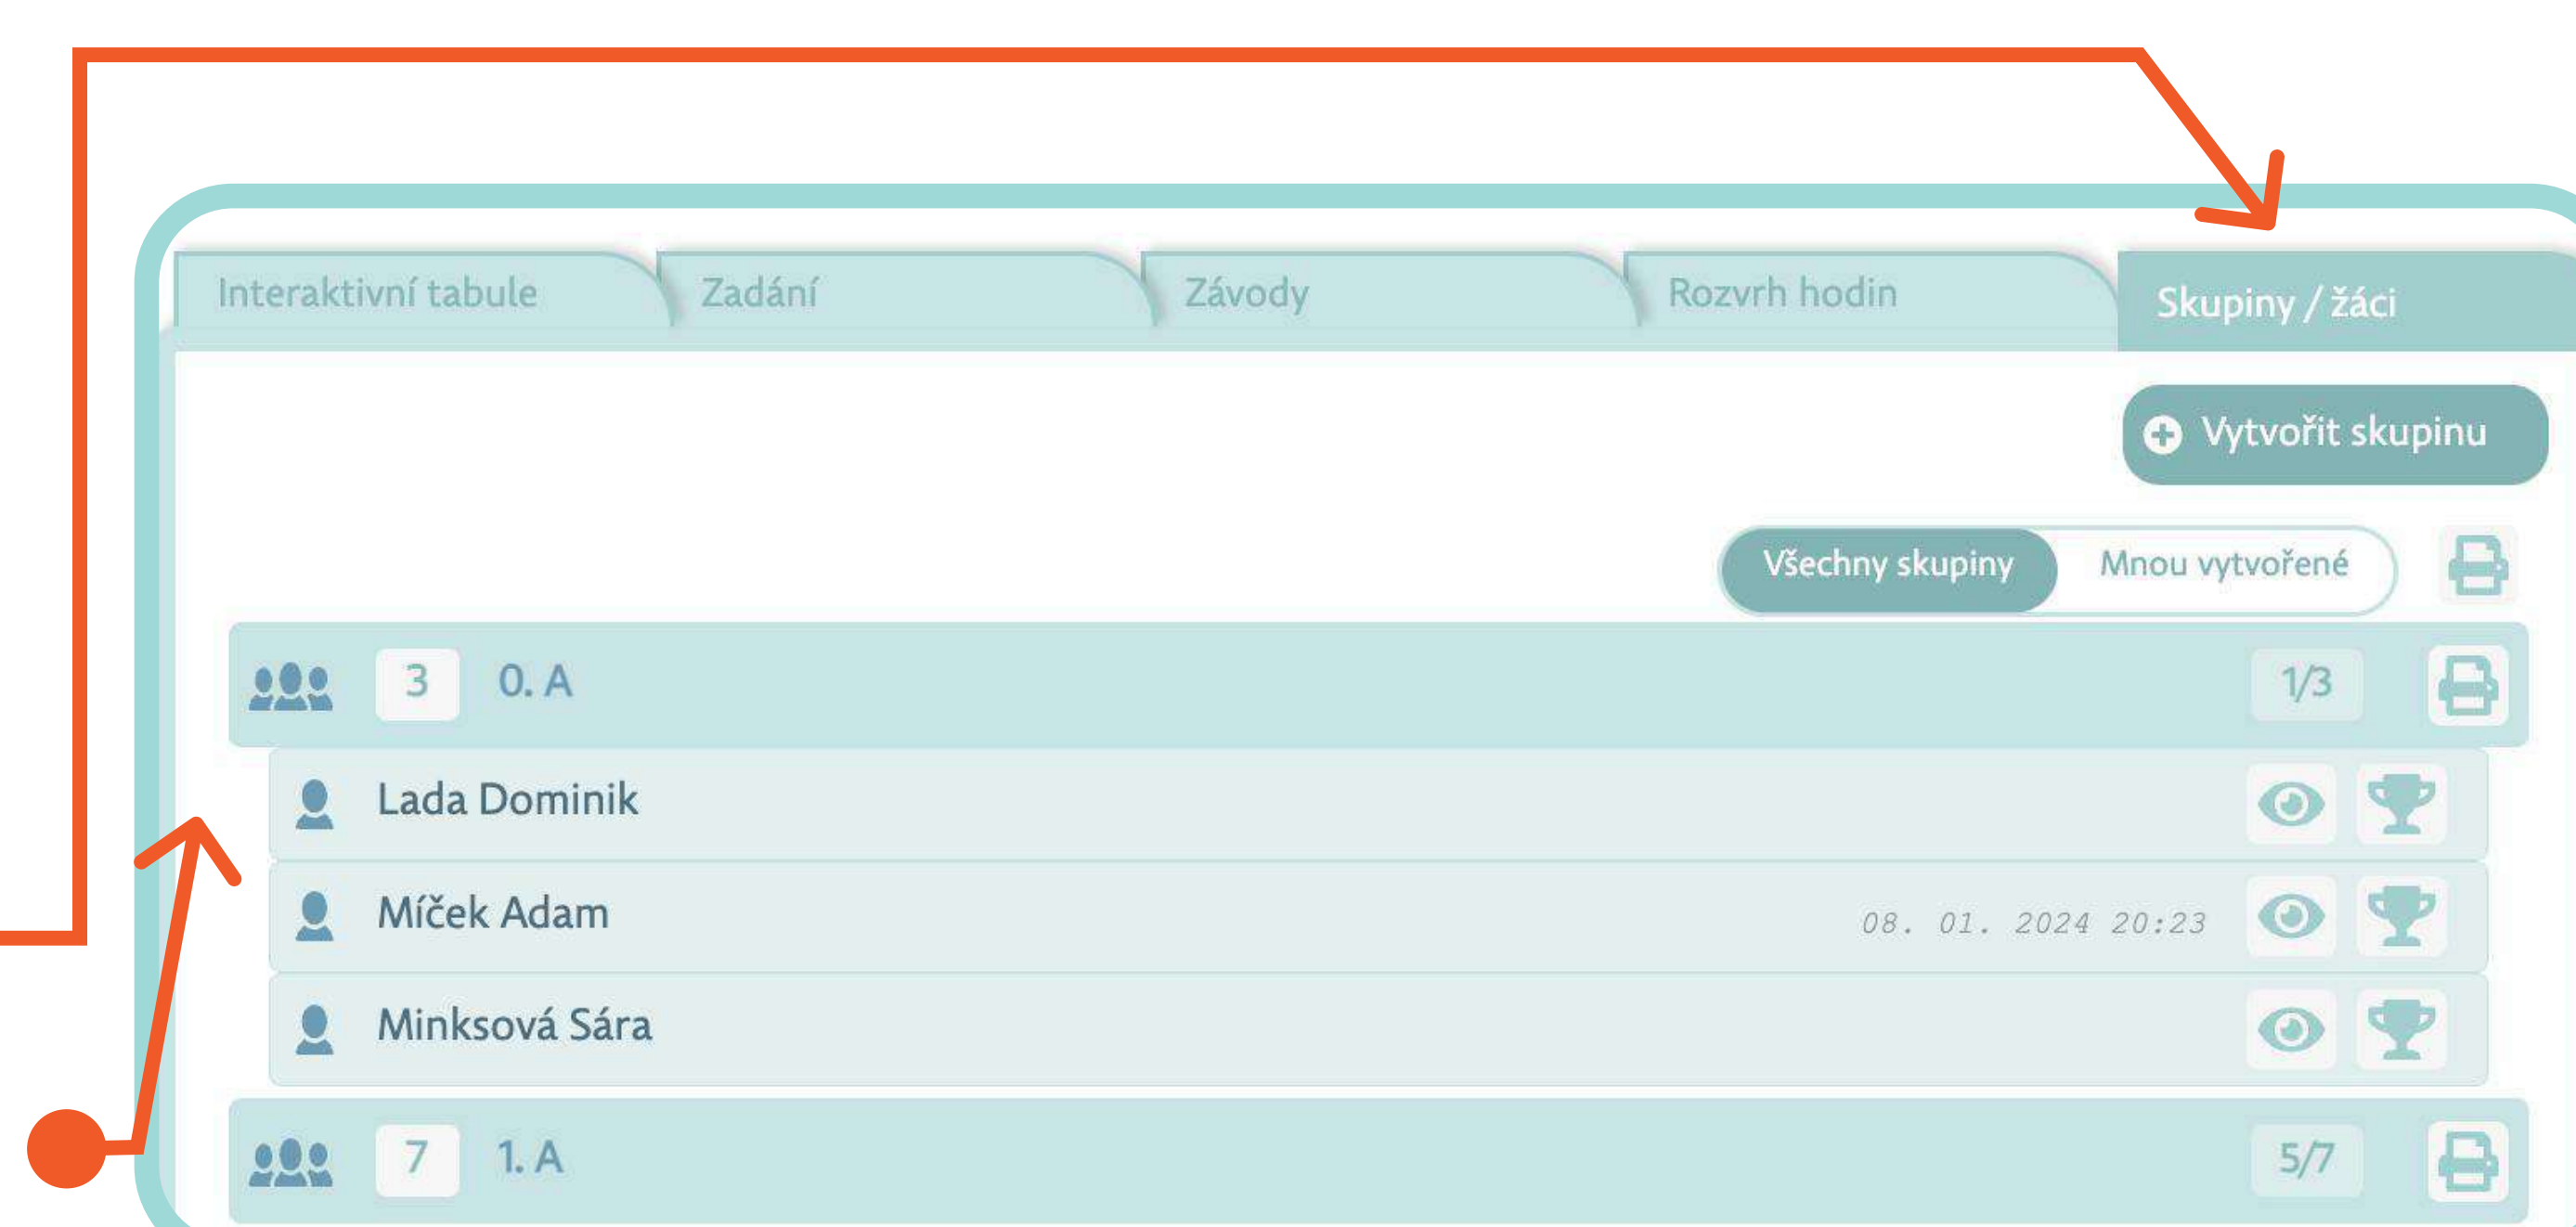 Interaktivní tabule Zadání Závody Rozvrh hodin Skupiny / žáci
Vytvořit skupinu
Všechny skupiny Mnou vytvořené
3 0. A 1/3
Lada Dominik
Míček Adam 08. 01. 2024 20:23
Minksová Sára
7 1. A 5/7